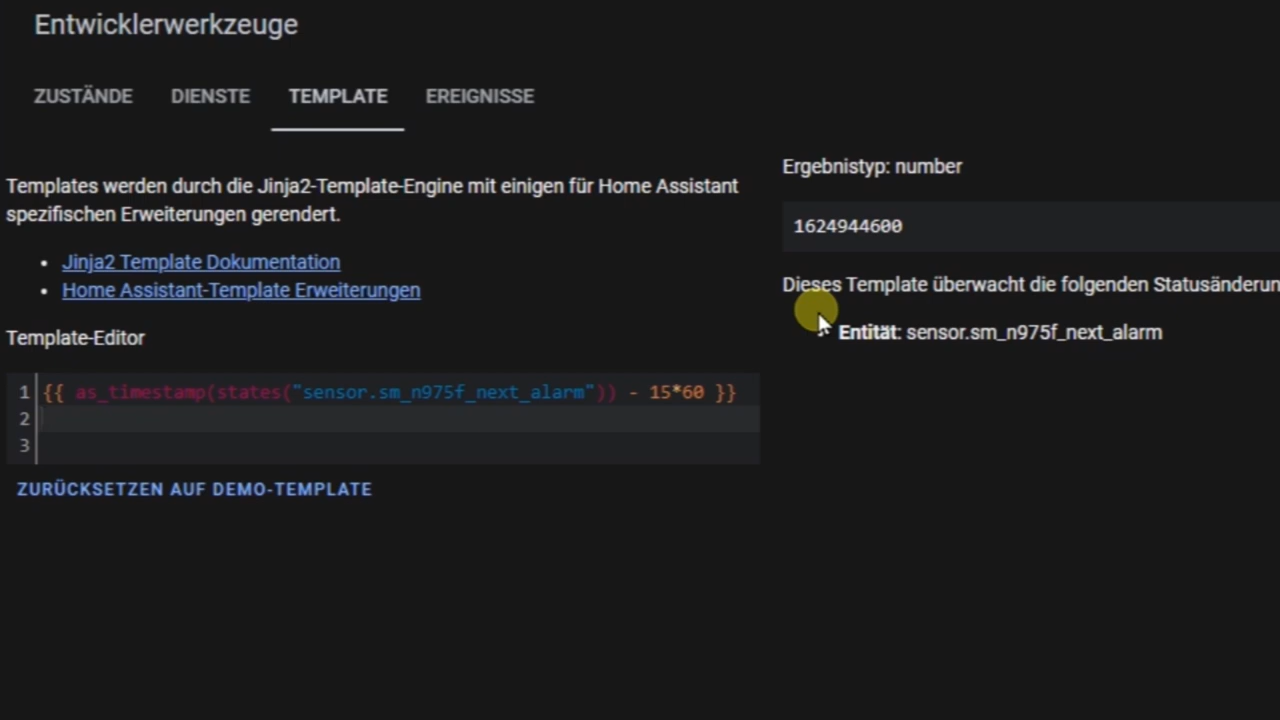 Entwicklerwerkzeuge
ZUSTÄNDE DIENSTE TEMPLATE EREIGNISSE
Templates werden durch die Jinja2-Template-Engine mit einigen für Home Assistant
spezifischen Erweiterungen gerendert.
• Jinja2 Template Dokumentation
• Home Assistant-Template Erweiterungen
Template-Editor
1 {{ as_timestamp(states("sensor.sm_n975f_next_alarm")) - 15*60 }}
2
3
ZURÜCKSETZEN AUF DEMO-TEMPLATE
Ergebnistyp: number
1624944600
Dieses Template überwacht die folgenden Statusänderun
Entität: sensor.sm_n975f_next_alarm